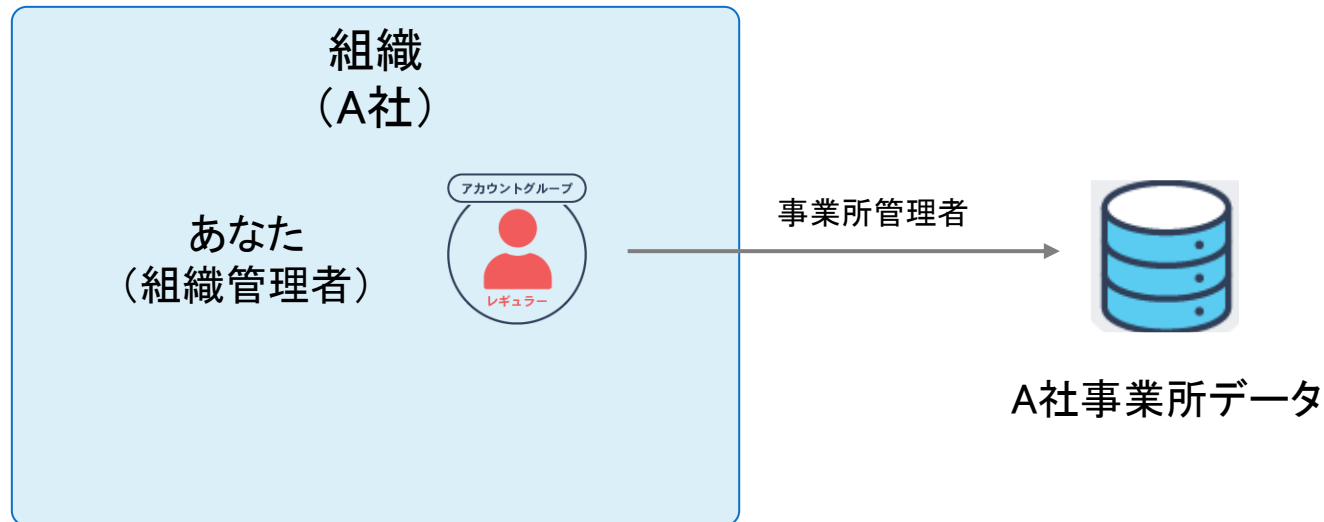 組織
（A社）
アカウントグループ
あなた
（組織管理者）
レギュラー
事業所管理者
A社事業所データ